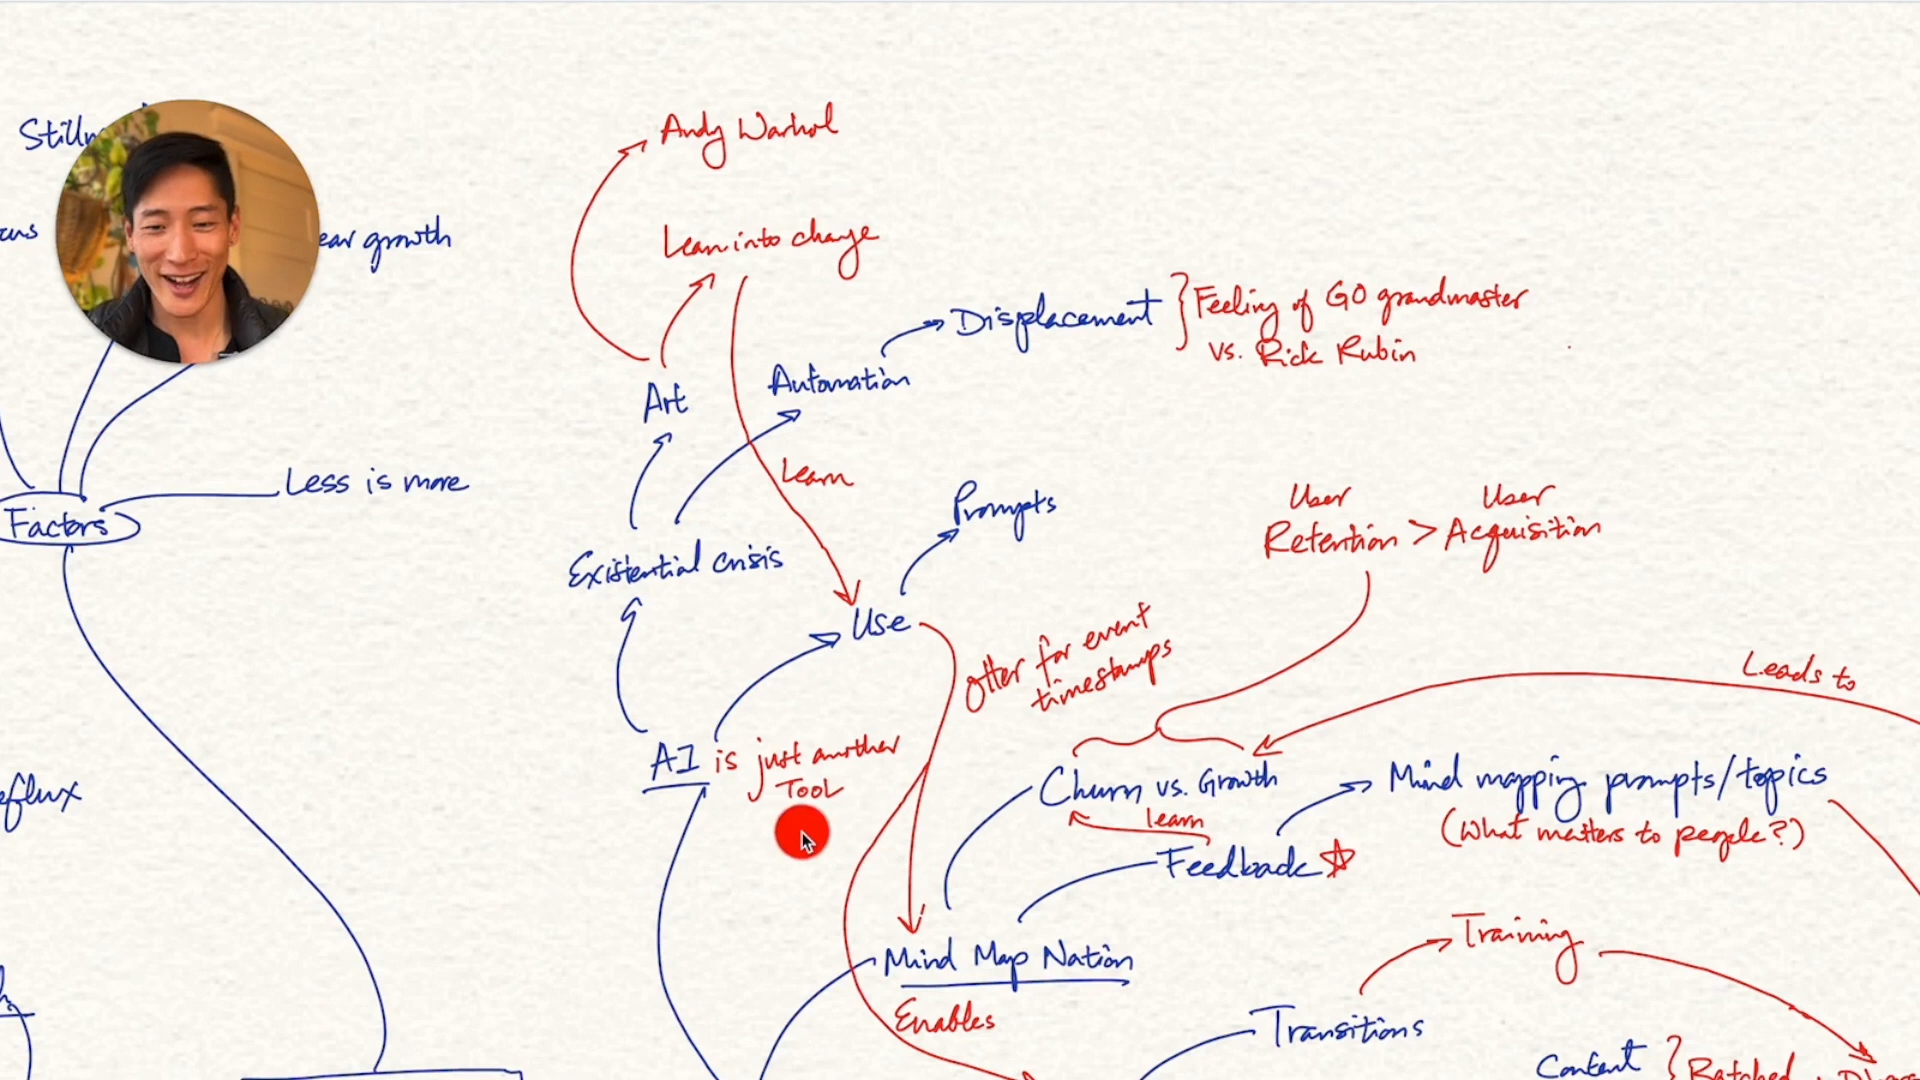 Andy Warhol
Lean into change
ear growth
Displacement
Feeling of GO grandmaster
vs. Rick Rubin
Automation
Art
Less is more
Learn
Prompts
User
Retention > User
Acquisition
Factors
Existential crisis
Use
Otter for event
timestamps
Leads to
AI is just another
TOOL
Churn vs. Growth
Mind mapping prompts/topics
(What matters to people?)
learn
Feedback
Training
Mind Map Nation
Enables
Transitions
Content
Batched